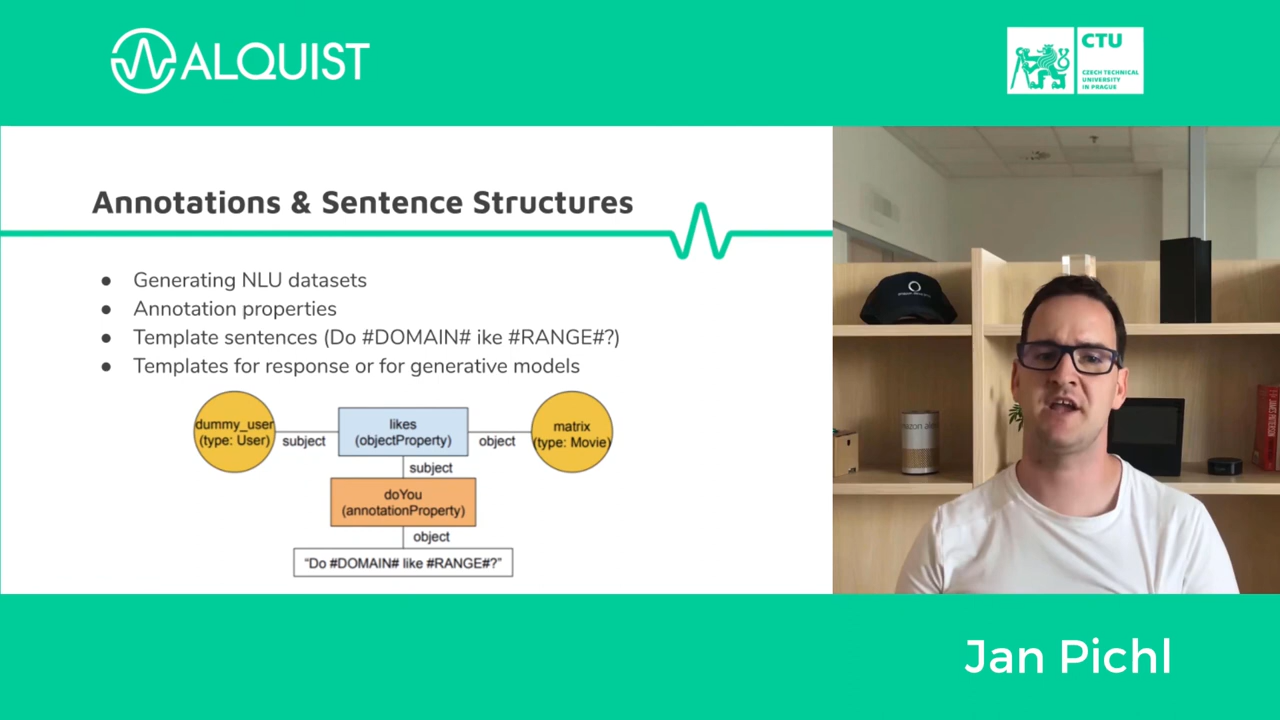 ALQUIST
CTU
CZECH TECHNICAL
UNIVERSITY
IN PRAGUE
Annotations & Sentence Structures
● Generating NLU datasets
● Annotation properties
● Template sentences (Do #DOMAIN# ike #RANGE#?)
● Templates for response or for generative models
dummy_user
(type: User)
subject
likes
(objectProperty)
object
matrix
(type: Movie)
subject
doYou
(annotationProperty)
object
"Do #DOMAIN# like #RANGE#?"
JAMES PATTERSON
Jan Pichl